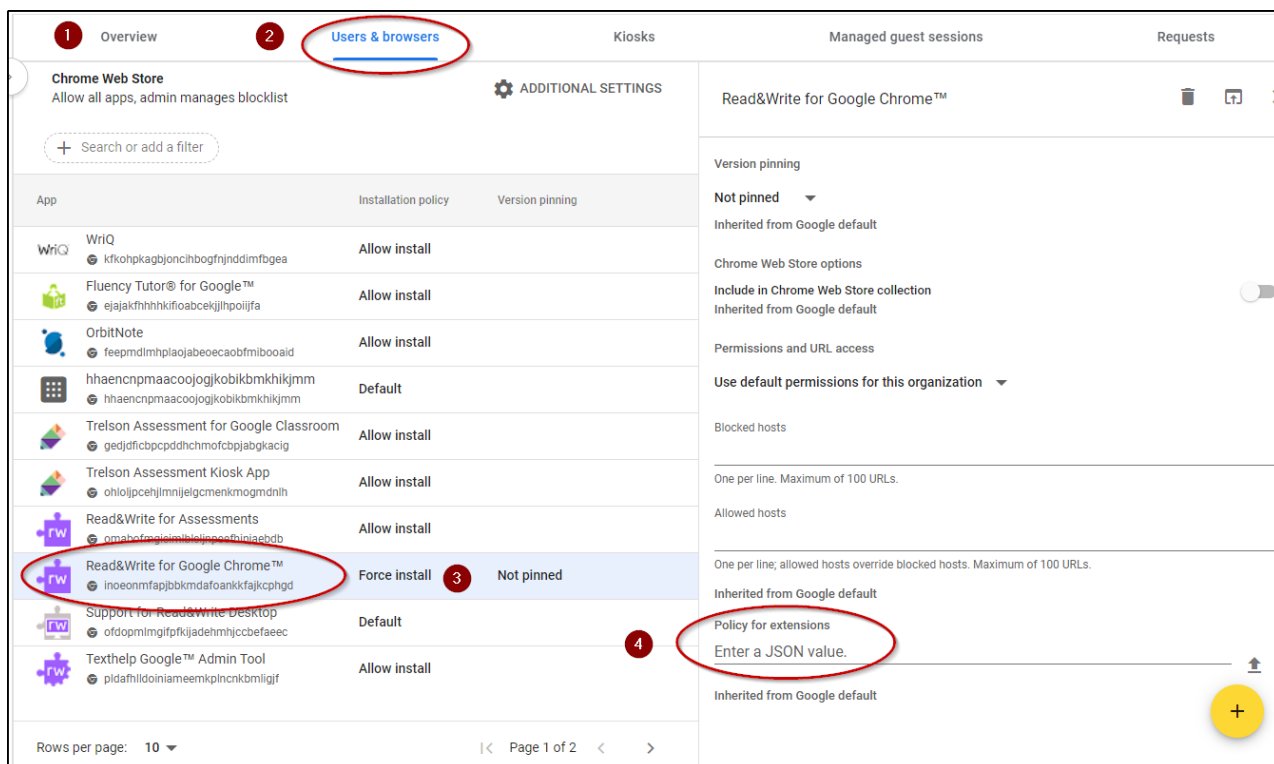 1 Overview 2 Users & browsers Kiosks Managed guest sessions Requests
Chrome Web Store
Allow all apps, admin manages blocklist
ADDITIONAL SETTINGS
+ Search or add a filter
App Installation policy Version pinning
WriQ
WriQ Allow install
kfkohpkagbjoncihbogfnjnddimfbgea
Fluency Tutor® for Google™
ejajakfhhhhkifioabcekjjlhpoiijfa
Allow install
OrbitNote
feepmdlmhplaojabeoecaobfmibooaid
Allow install
hhaencnpmaacoojogjkobikbmkhikjmm
hhaencnpmaacoojogjkobikbmkhikjmm
Default
Trelson Assessment for Google Classroom
gedjdficbpcpddhchmofcbpjabgkacig
Allow install
Trelson Assessment Kiosk App
ohloljpcehjlmnijelgcmenkmogmdnlh
Allow install
rw
Read&Write for Assessments
Allow install
rw
Read&Write for Google Chrome™
inoeonmfapjbbkmdafoankkfajkcphgd
Force install 3 Not pinned
rw
Support for Read&Write Desktop
ofdopmlmgifpfkijadehmhjccbefaeec
Default
rw
Texthelp Google™ Admin Tool
pldafhlldoiniameemkplncnkbmligjf
Allow install
Rows per page: 10 Page 1 of 2
Read&Write for Google Chrome™
Version pinning
Not pinned
Inherited from Google default
Chrome Web Store options
Include in Chrome Web Store collection
Inherited from Google default
Permissions and URL access
Use default permissions for this organization
Blocked hosts
One per line. Maximum of 100 URLs.
Allowed hosts
One per line; allowed hosts override blocked hosts. Maximum of 100 URLs.
Inherited from Google default
4 Policy for extensions
Enter a JSON value.
Inherited from Google default
+